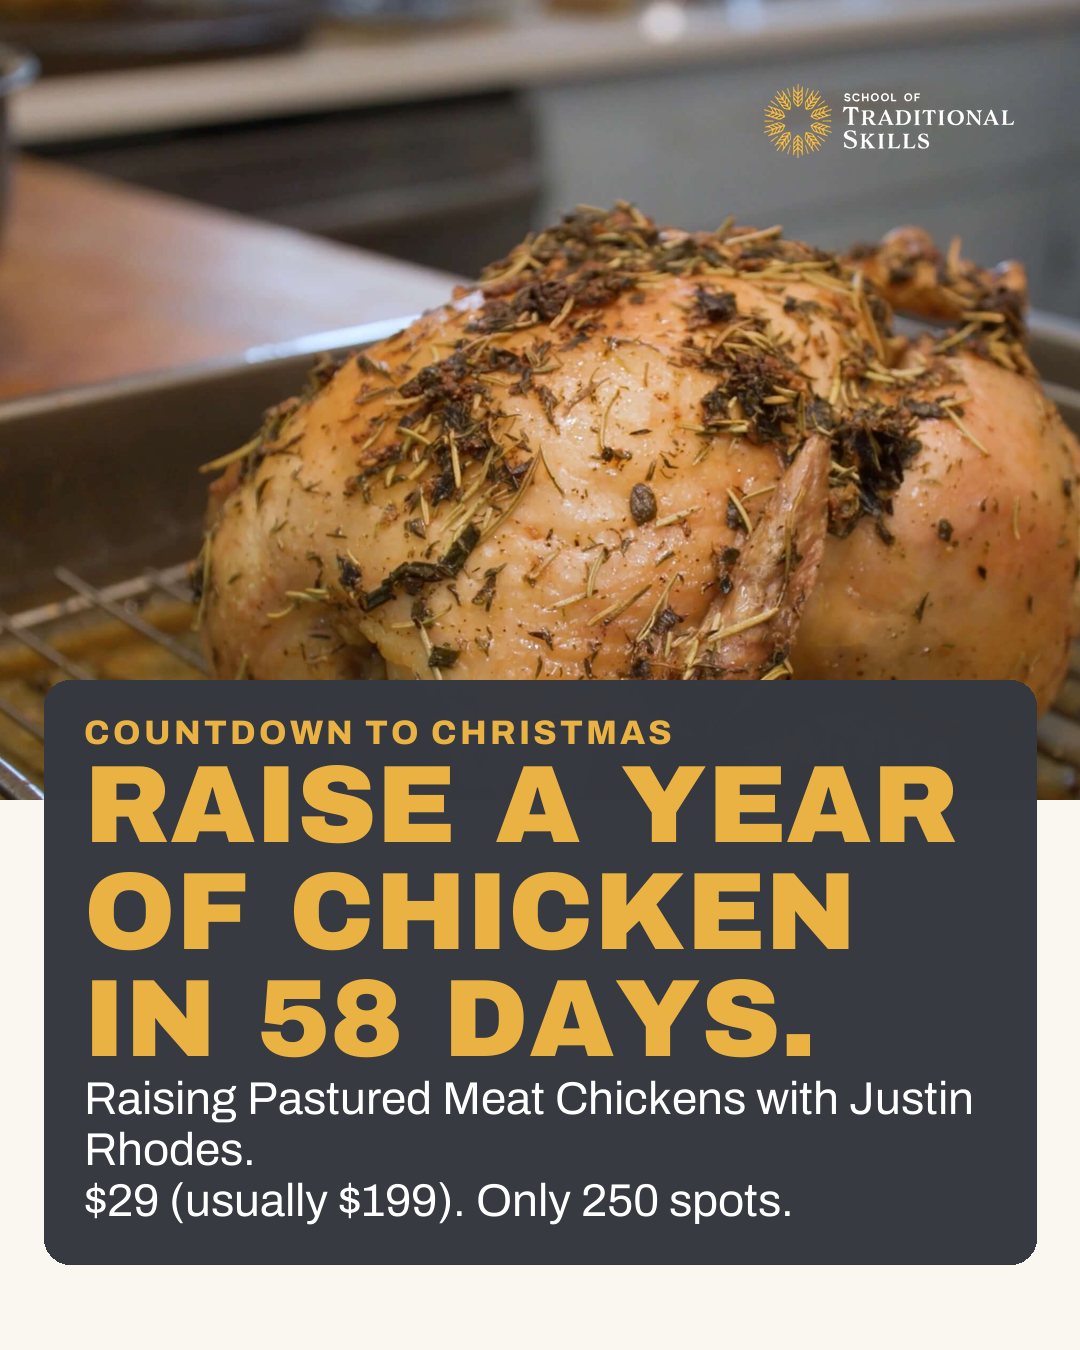 SCHOOL OF
TRADITIONAL
SKILLS
COUNTDOWN TO CHRISTMAS
RAISE A YEAR
OF CHICKEN
IN 58 DAYS.
Raising Pastured Meat Chickens with Justin
Rhodes.
$29 (usually $199). Only 250 spots.